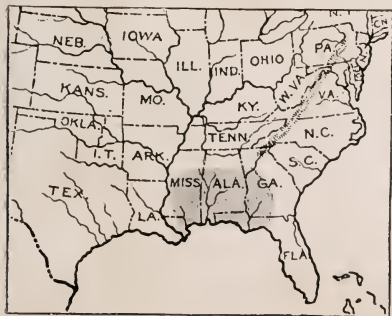 N.Y.
CN.
NEB.
IOWA
PA.
ILL.
IND.
OHIO
W.VA.
VA.
KANS.
MO.
KY.
OKLA.
TENN.
N.C.
I.T.
ARK.
S.C.
MISS.
ALA.
GA.
TEX.
LA.
FLA.